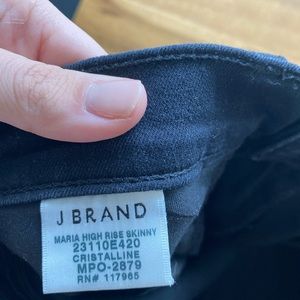 J BRAND
MARIA HIGH RISE SKINNY
23110E420
CRISTALLINE
MPO-2879
RN# 117965